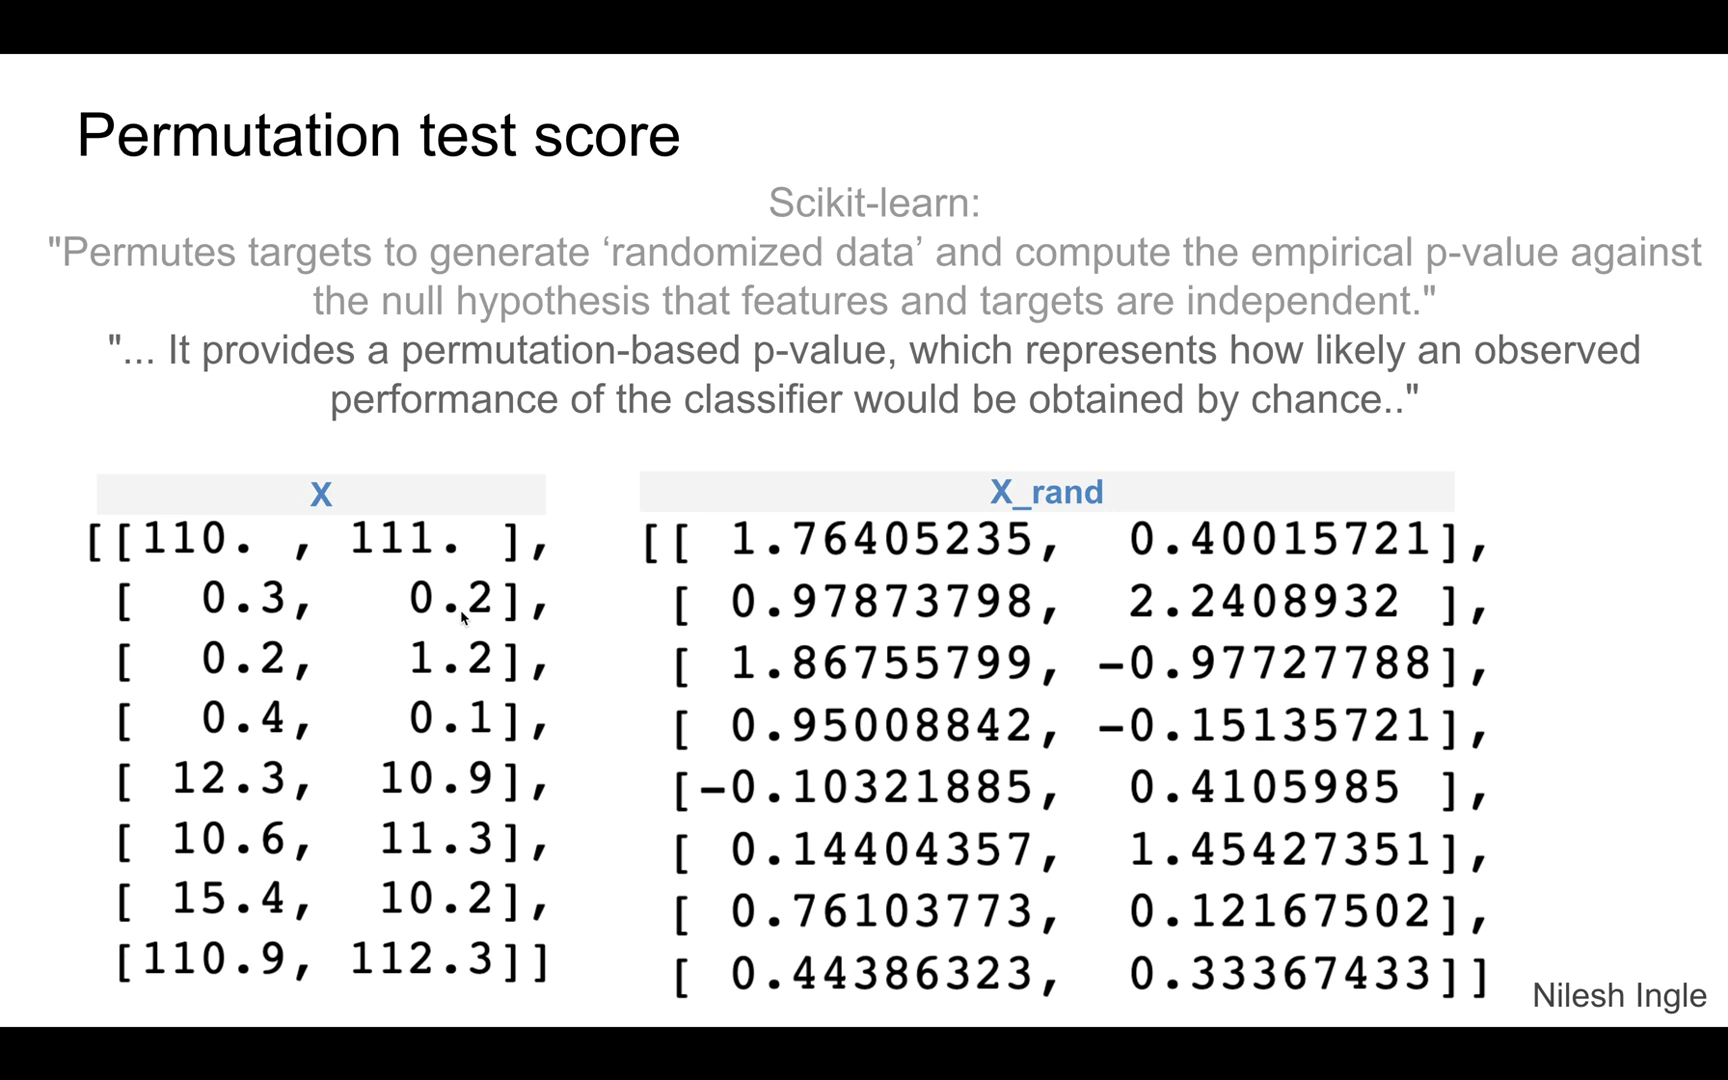 Permutation test score
Scikit-learn:
"Permutes targets to generate ‘randomized data’ and compute the empirical p-value against
the null hypothesis that features and targets are independent."
"... It provides a permutation-based p-value, which represents how likely an observed
performance of the classifier would be obtained by chance.."
X
[[110. , 111. ],
[ 0.3, 0.2],
[ 0.2, 1.2],
[ 0.4, 0.1],
[ 12.3, 10.9],
[ 10.6, 11.3],
[ 15.4, 10.2],
[110.9, 112.3]]
X_rand
[[ 1.76405235, 0.40015721],
[ 0.97873798, 2.2408932 ],
[ 1.86755799, -0.97727788],
[ 0.95008842, -0.15135721],
[-0.10321885, 0.4105985 ],
[ 0.14404357, 1.45427351],
[ 0.76103773, 0.12167502],
[ 0.44386323, 0.33367433]]
Nilesh Ingle